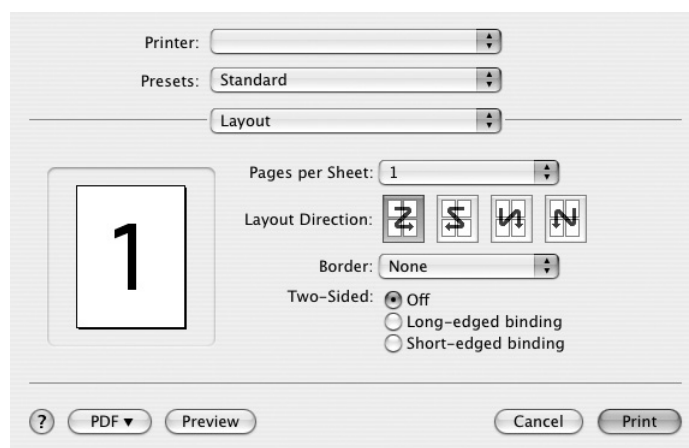 Printer:
Presets: Standard
Layout
Pages per Sheet: 1
1
Layout Direction:
Border: None
Two-Sided: Off
Long-edged binding
Short-edged binding
? PDF▼ Preview Cancel Print